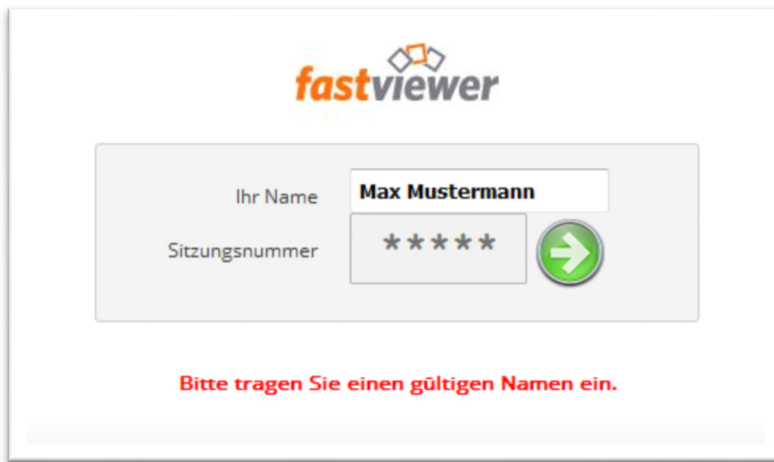 fastviewer
Ihr Name Max Mustermann
Sitzungsnummer *****
Bitte tragen Sie einen gültigen Namen ein.